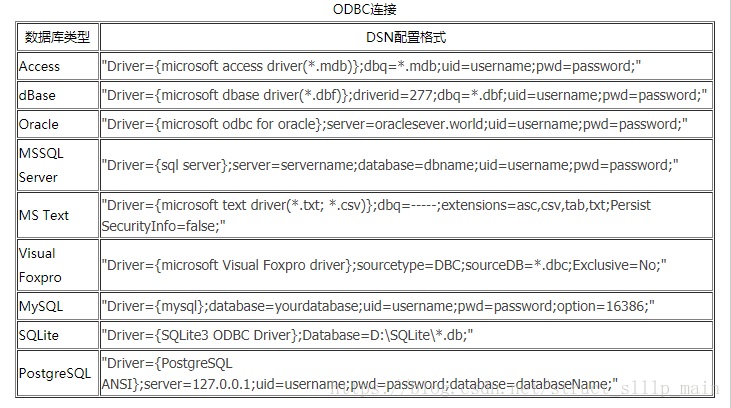 ODBC连接
数据库类型 DSN配置格式
Access "Driver={microsoft access driver(*.mdb)};dbq=*.mdb;uid=username;pwd=password;"
dBase "Driver={microsoft dbase driver(*.dbf)};driverid=277;dbq=*.dbf;uid=username;pwd=password;"
Oracle "Driver={microsoft odbc for oracle};server=oraclesever.world;uid=username;pwd=password;"
MSSQL
Server
"Driver={sql server};server=servername;database=dbname;uid=username;pwd=password;"
MS Text
"Driver={microsoft text driver(*.txt; *.csv)};dbq=-----;extensions=asc,csv,tab,txt;Persist
SecurityInfo=false;"
Visual
Foxpro
"Driver={microsoft Visual Foxpro driver};sourcetype=DBC;sourceDB=*.dbc;Exclusive=No;"
MySQL "Driver={mysql};database=yourdatabase;uid=username;pwd=password;option=16386;"
SQLite "Driver={SQLite3 ODBC Driver};Database=D:\SQLite\*.db;"
PostgreSQL
"Driver={PostgreSQL
ANSI};server=127.0.0.1;uid=username;pwd=password;database=databaseName;"